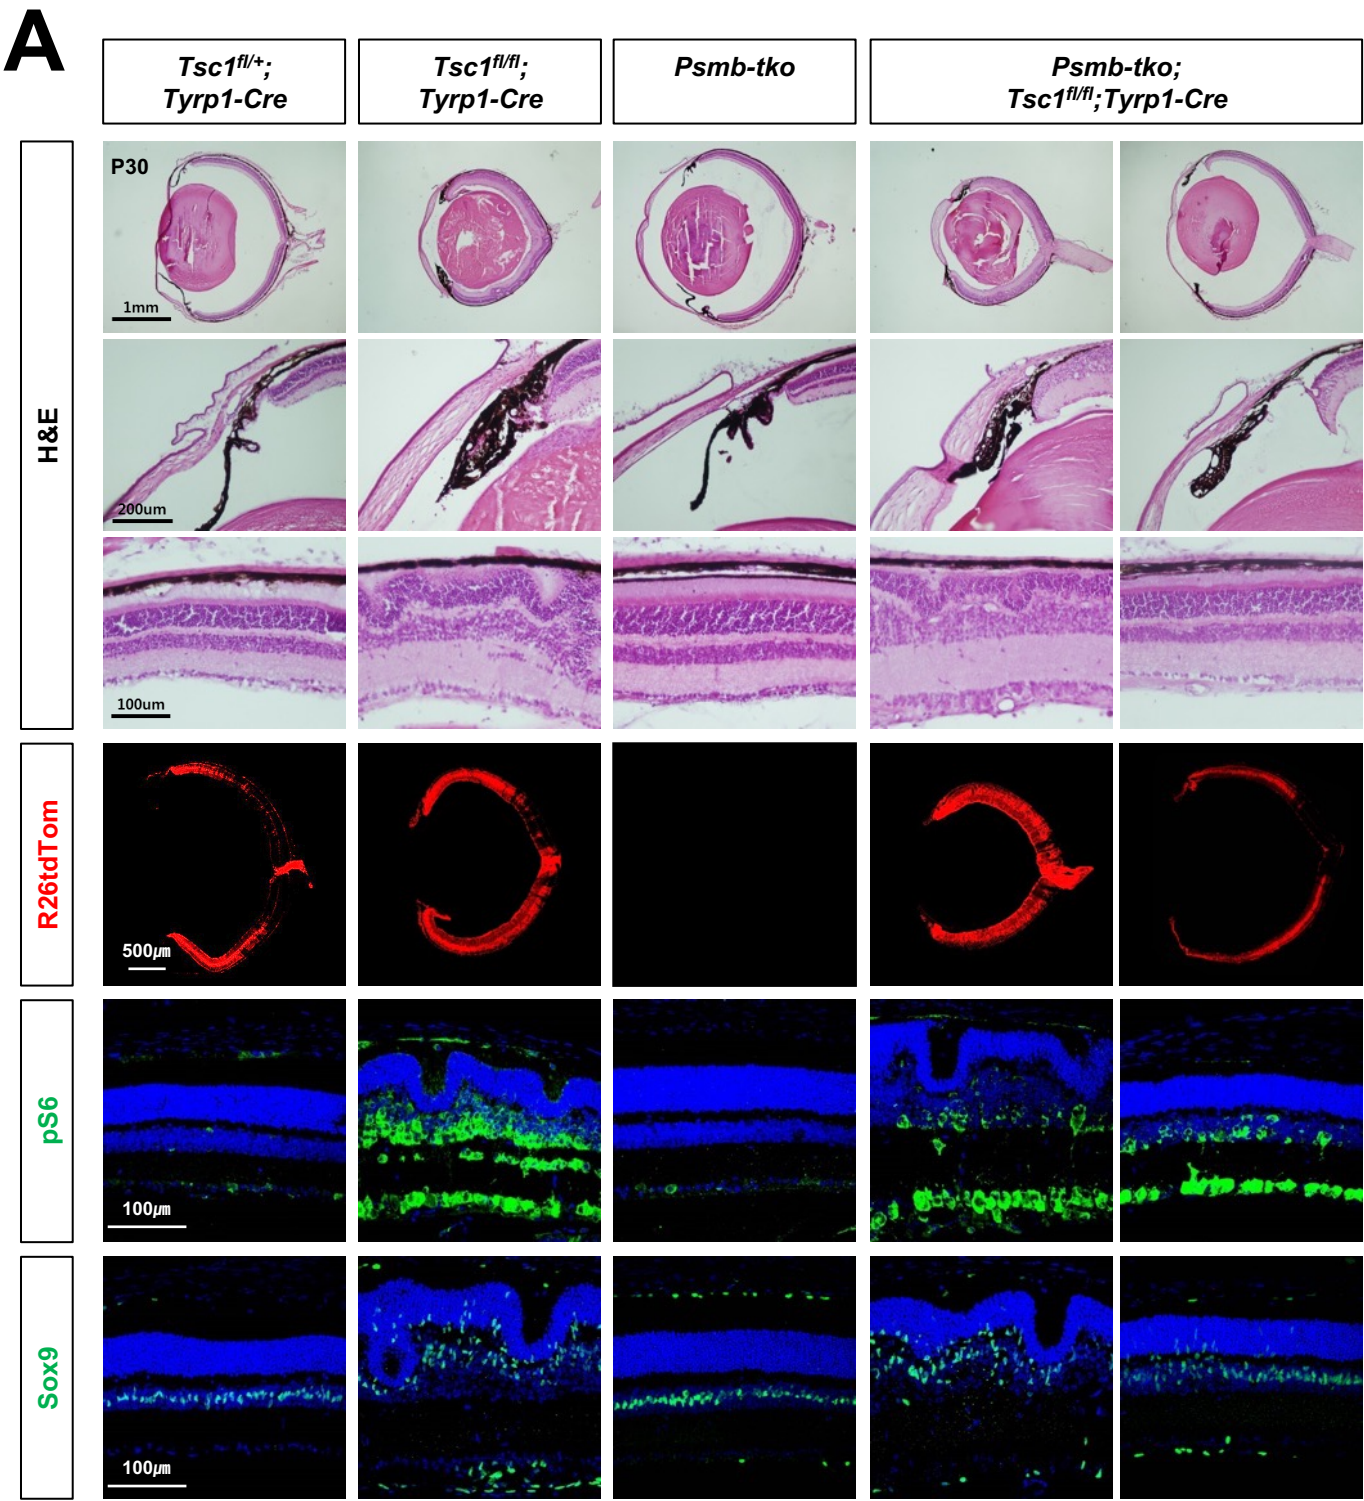 A
Tsc1fl/+;
Tyrp1-Cre
Tsc1fl/fl;
Tyrp1-Cre
Psmb-tko
Psmb-tko;
Tsc1fl/fl;Tyrp1-Cre
H&E
P30
1mm
200um
100um
R26tdTom
500㎛
pS6
100㎛
Sox9
100㎛